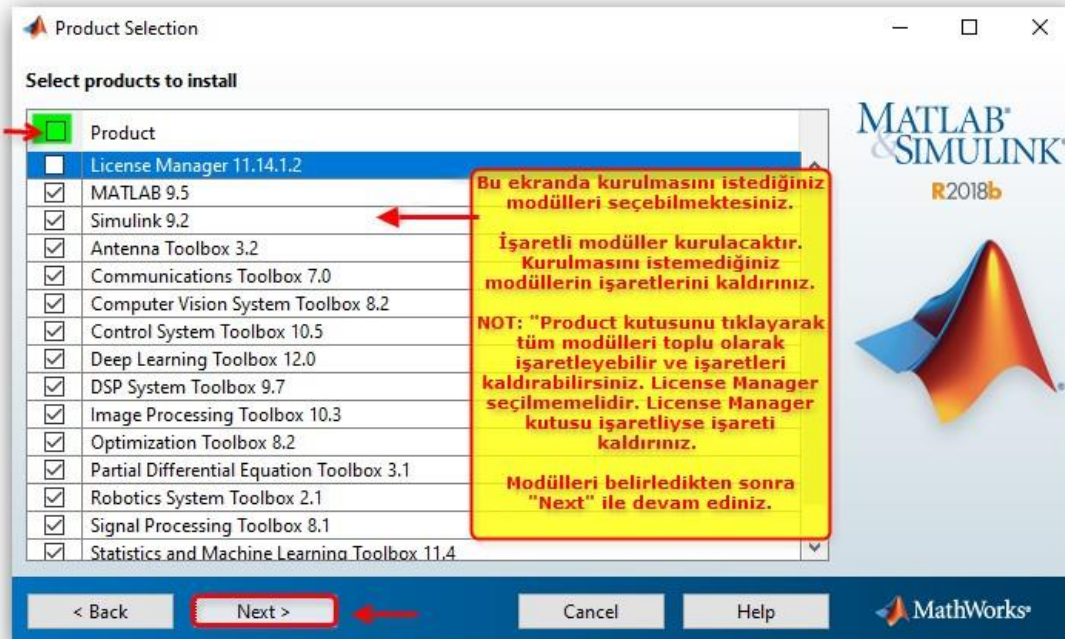 Product Selection
Select products to install
Product
License Manager 11.14.1.2
MATLAB 9.5
Simulink 9.2
Antenna Toolbox 3.2
Communications Toolbox 7.0
Computer Vision System Toolbox 8.2
Control System Toolbox 10.5
Deep Learning Toolbox 12.0
DSP System Toolbox 9.7
Image Processing Toolbox 10.3
Optimization Toolbox 8.2
Partial Differential Equation Toolbox 3.1
Robotics System Toolbox 2.1
Signal Processing Toolbox 8.1
Statistics and Machine Learning Toolbox 11.4
Bu ekranda kurulmasını istediğiniz
modülleri seçebilmektesiniz.
İşaretli modüller kurulacaktır.
Kurulmasını istemediğiniz
modüllerin işaretlerini kaldırınız.
NOT: "Product kutusunu tıklayarak
tüm modülleri toplu olarak
işaretleyebilir ve işaretleri
kaldırabilirsiniz. License Manager
seçilmemelidir. License Manager
kutusu işaretliyse işareti
kaldırınız.
Modülleri belirledikten sonra
"Next" ile devam ediniz.
MATLAB®
&SIMULINK®
R2018b
< Back
Next >
Cancel
Help
MathWorks®